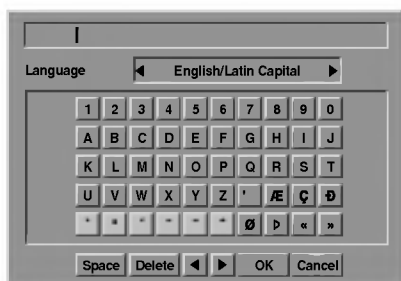 Language ◀ English/Latin Capital ▶
1 2 3 4 5 6 7 8 9 0
A B C D E F G H I J
K L M N O P Q R S T
U V W X Y Z ' Æ Ç Ð
Ø Þ « »
Space Delete ◀ ▶ OK Cancel